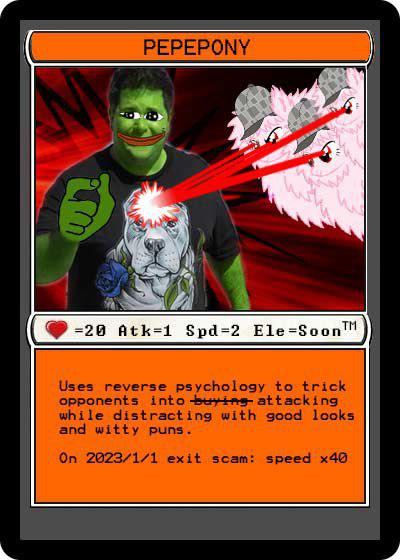 PEPEPONY
=20 Atk=1 Spd=2 Ele=Soon™
Uses reverse psychology to trick
opponents into buying attacking
while distracting with good looks
and witty puns.
On 2023/1/1 exit scam: speed x40